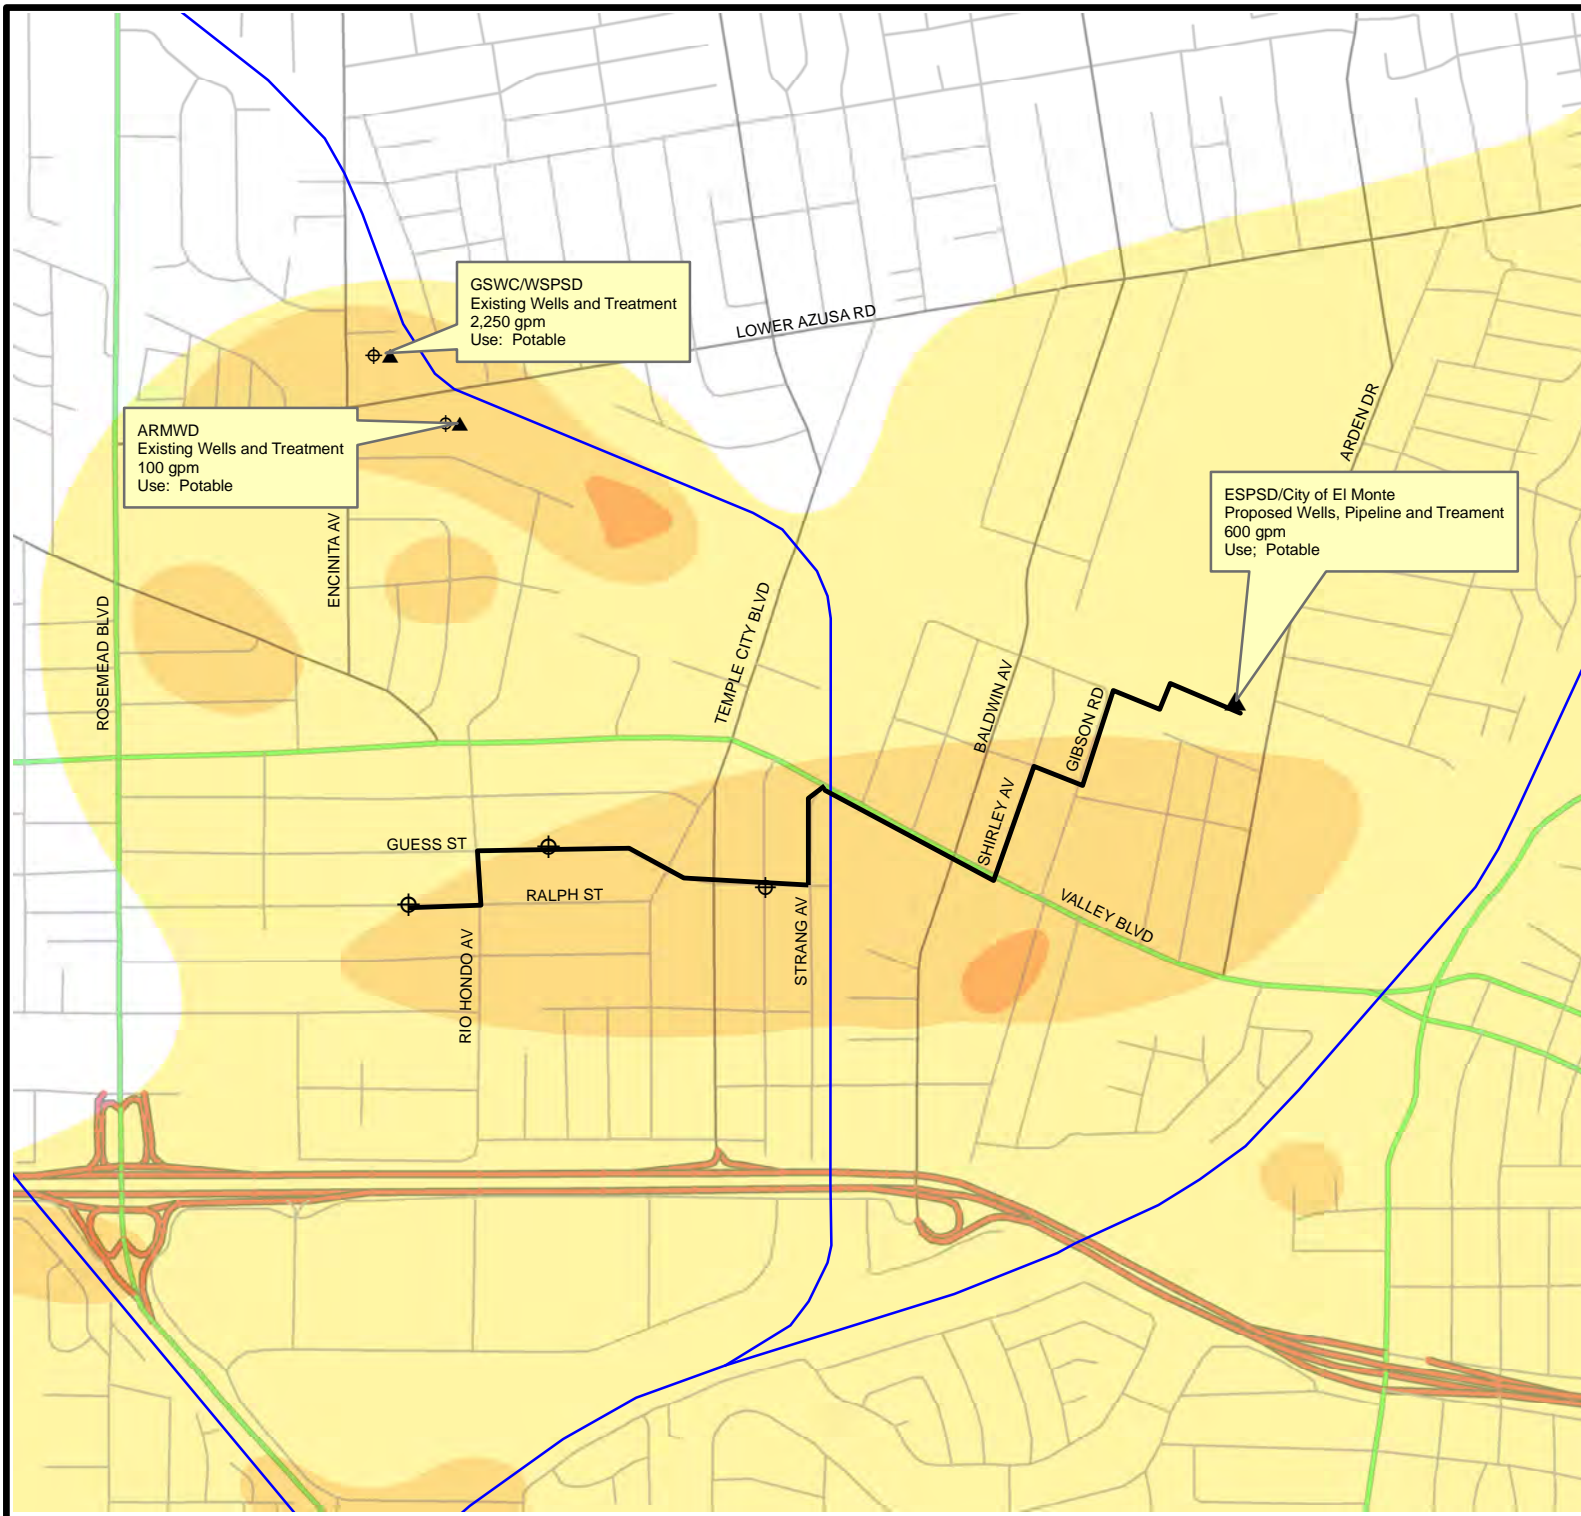 GSWC/WSPSD
Existing Wells and Treatment
2,250 gpm
Use: Potable
LOWER AZUSA RD
ARMWD
Existing Wells and Treatment
100 gpm
Use: Potable
ARDEN DR
ESPSD/City of El Monte
Proposed Wells, Pipeline and Treament
600 gpm
Use; Potable
ENCINITA AV
ROSEMEAD BLVD
TEMPLE CITY BLVD
BALDWIN AV
GIBSON RD
SHIRLEY AV
GUESS ST
RALPH ST
VALLEY BLVD
STRANG AV
RIO HONDO AV